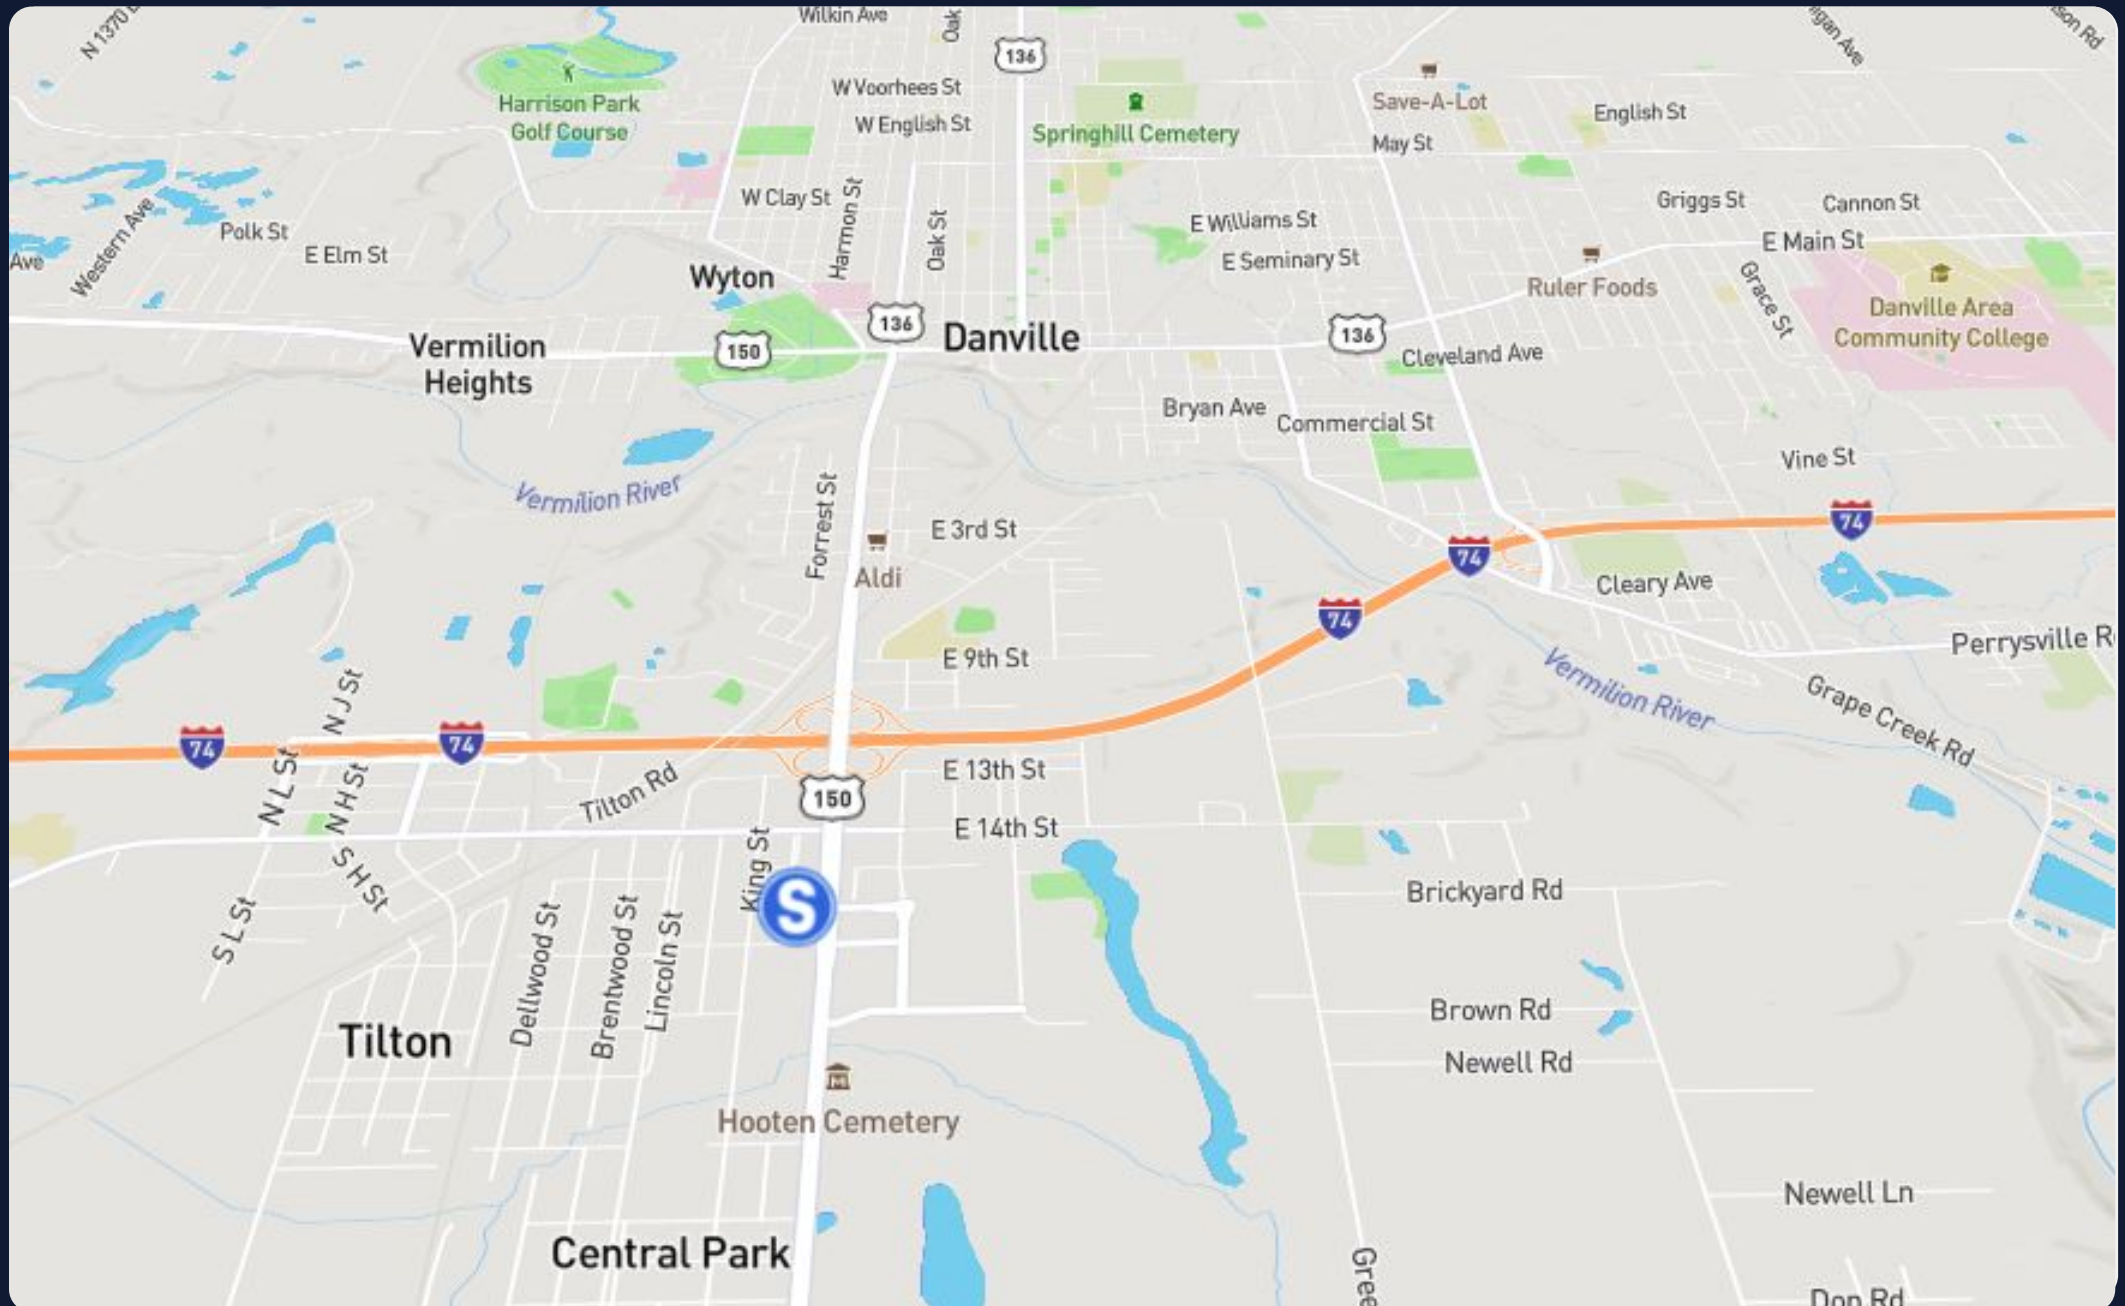 N 1370
Wilkin Ave
Oak
136
igan Ave
son Rd
Harrison Park
Golf Course
W Voorhees St
W English St
Springhill Cemetery
Save-A-Lot
May St
English St
Western Ave
Polk St
E Elm St
Ave
W Clay St
Harmon St
Oak St
E Williams St
E Seminary St
Griggs St
Cannon St
E Main St
Ruler Foods
Grace St
Danville Area
Community College
Wyton
Vermilion
Heights
150
136
Danville
136
Cleveland Ave
Bryan Ave
Commercial St
Vine St
Vermilion River
Forrest St
E 3rd St
Aldi
74
74
74
Cleary Ave
E 9th St
Perrysville R
Vermilion River
Grape Creek Rd
N J St
74
74
N L St
N H St
Tilton Rd
150
E 13th St
E 14th St
King St
S
S H St
S L St
Dellwood St
Brentwood St
Lincoln St
Brickyard Rd
Brown Rd
Newell Rd
Tilton
Hooten Cemetery
Newell Ln
Central Park
Gree
Don Rd